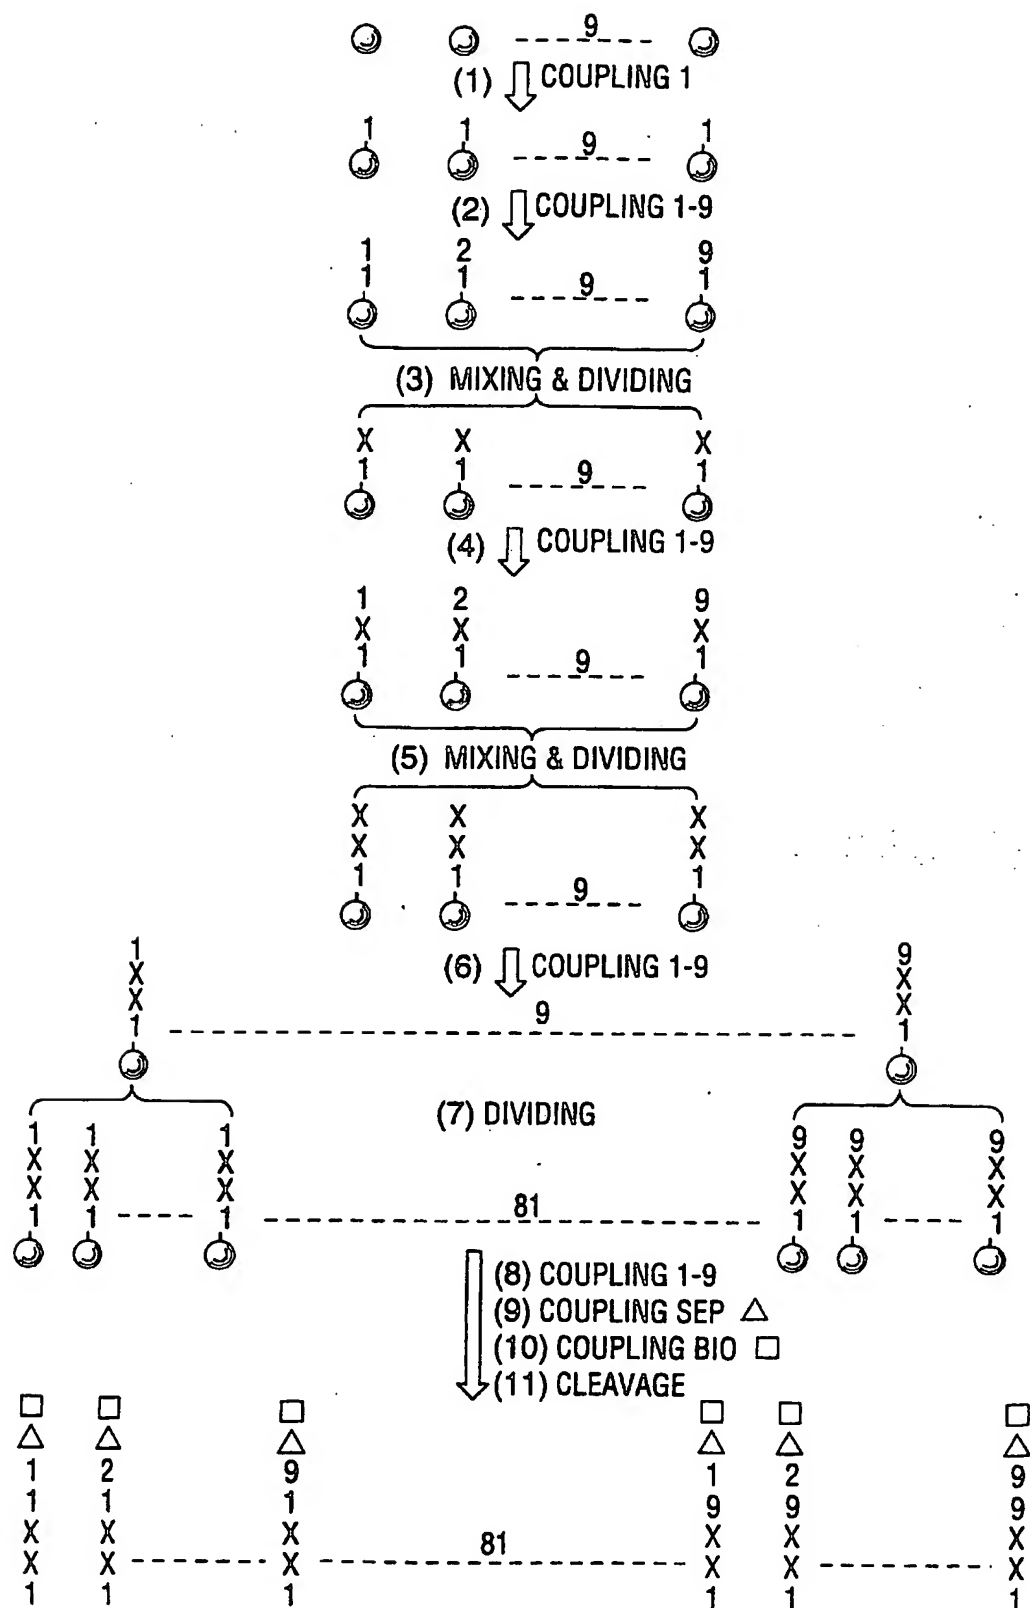 9
(1) COUPLING 1
1 1 9 1
(2) COUPLING 1-9
1 2 9
1 1 9 1
(3) MIXING & DIVIDING
X X X
1 1 9 1
(4) COUPLING 1-9
1 2 9
X X X
1 1 9 1
(5) MIXING & DIVIDING
X X X
X X X
1 1 9 1
(6) COUPLING 1-9
1 9
X X
X 9 X
1 1
(7) DIVIDING
1 1 1 9 9 9
X X X X X X
X X X X X X
1 1 1 81 1 1 1
(8) COUPLING 1-9
(9) COUPLING SEP △
(10) COUPLING BIO □
(11) CLEAVAGE
□ □ □ □ □ □
△ △ △ △ △ △
1 2 9 1 2 9
1 1 1 9 9 9
X X X X X X
X X X 81 X X X
1 1 1 1 1 1